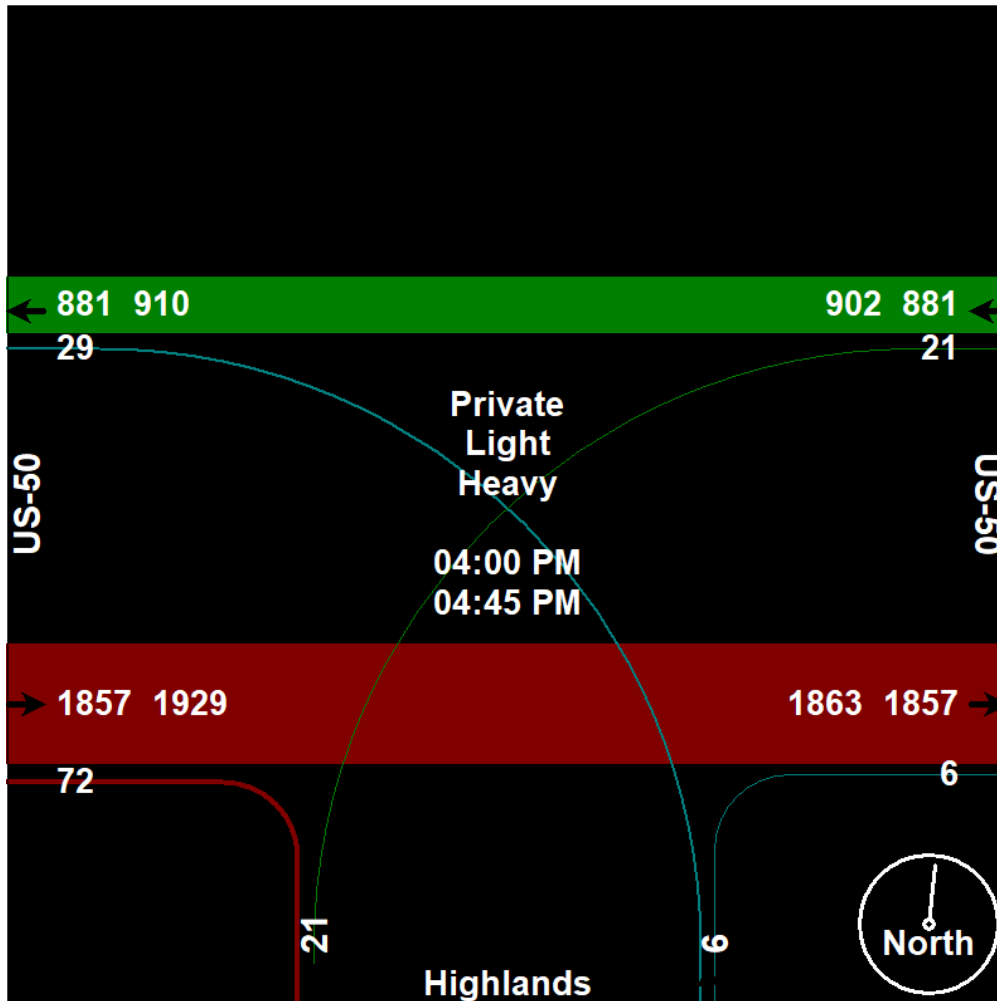 881 910
902 881
29
21
Private
Light
Heavy
US-50
US-50
04:00 PM
04:45 PM
1857 1929
1863 1857
72
6
21
6
North
Highlands